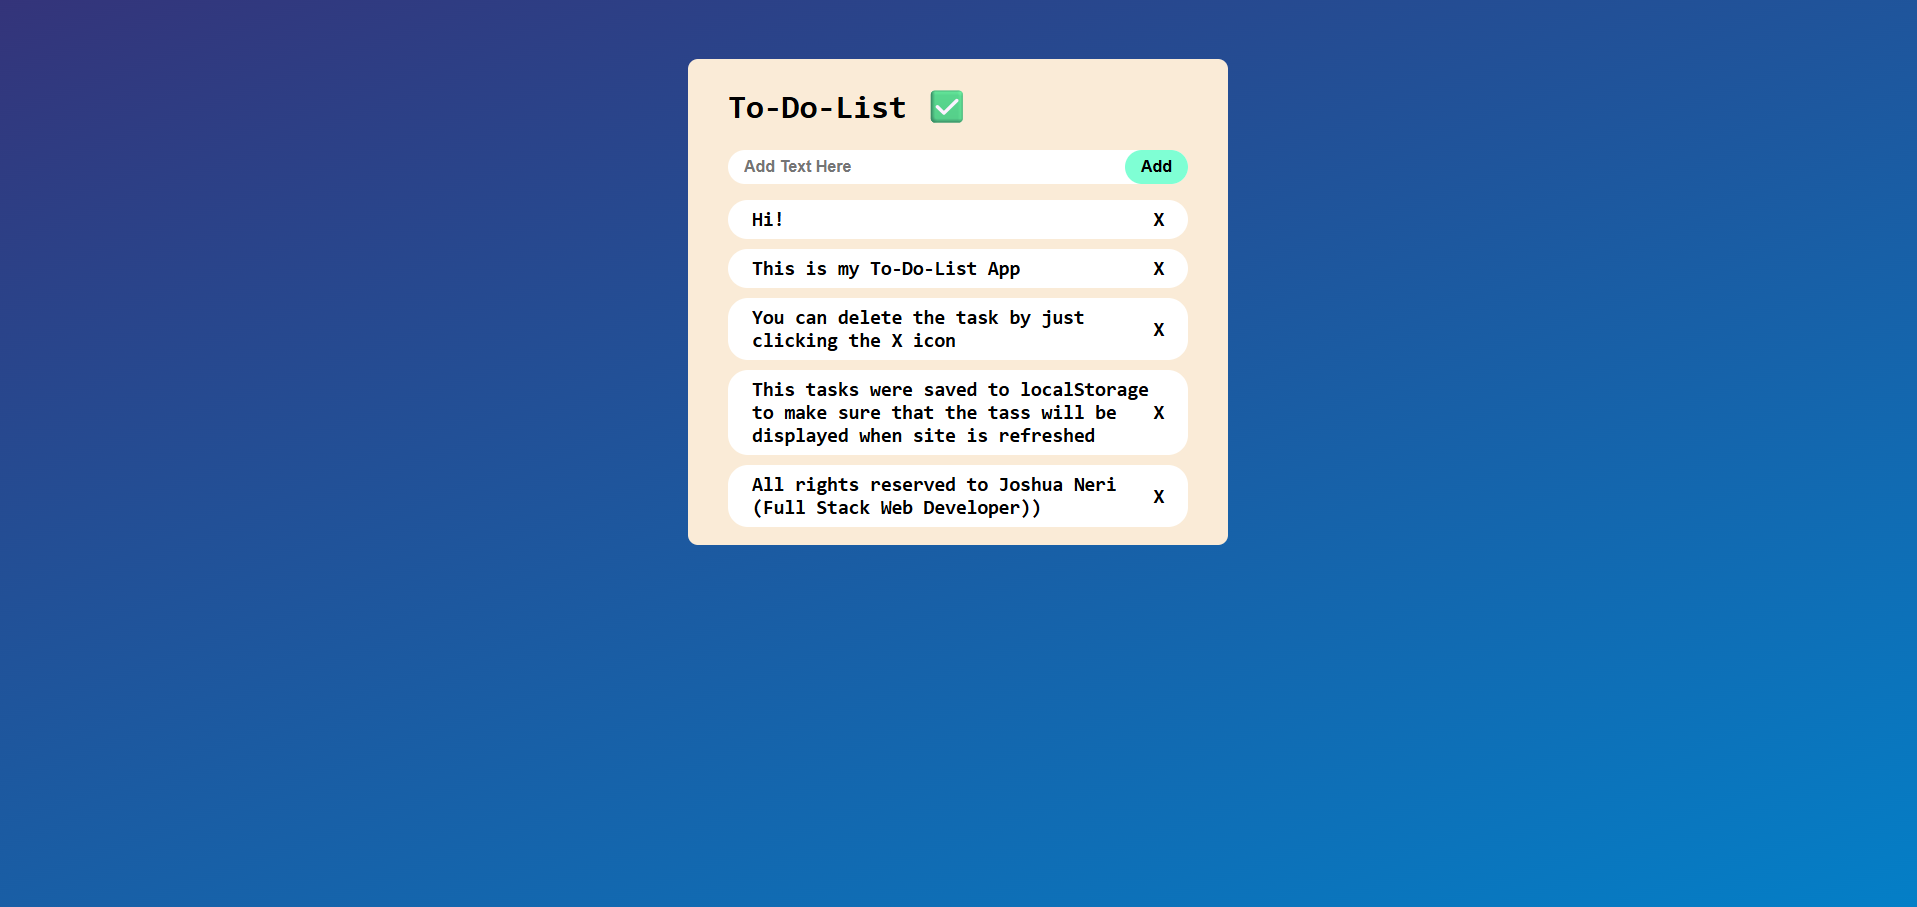 To-Do-List ✅
Add Text Here
Add
Hi!
X
This is my To-Do-List App
X
You can delete the task by just
clicking the X icon
X
This tasks were saved to localStorage
to make sure that the tass will be
displayed when site is refreshed
X
All rights reserved to Joshua Neri
(Full Stack Web Developer))
X